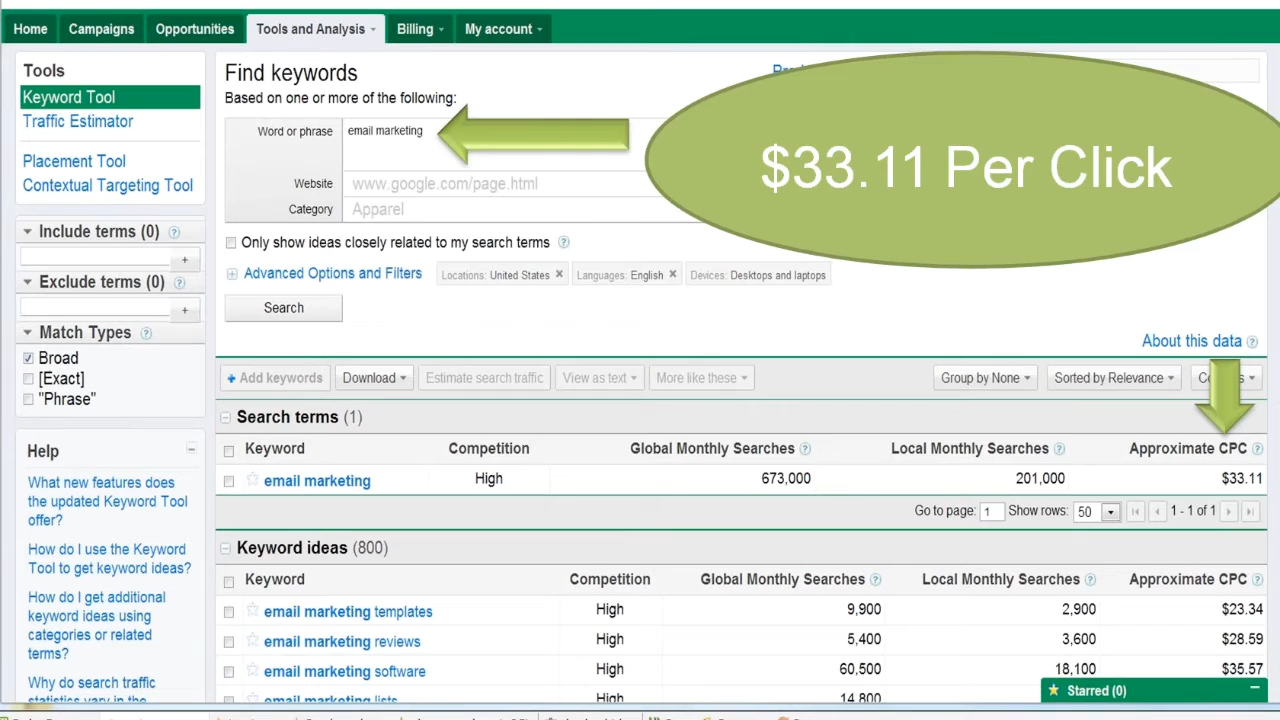 Home Campaigns Opportunities Tools and Analysis Billing My account
Tools
Keyword Tool
Traffic Estimator
Placement Tool
Contextual Targeting Tool
Include terms (0)
+
Exclude terms (0)
+
Match Types
Broad
[Exact]
"Phrase"
Help
What new features does
the updated Keyword Tool
offer?
How do I use the Keyword
Tool to get keyword ideas?
How do I get additional
keyword ideas using
categories or related
terms?
Why do search traffic
statistics vary in the
Find keywords
Based on one or more of the following:
Word or phrase email marketing
Website www.google.com/page.html
Category Apparel
$33.11 Per Click
Only show ideas closely related to my search terms
Advanced Options and Filters Locations: United States × Languages: English × Devices: Desktops and laptops
Search
About this data
+ Add keywords Download Estimate search traffic View as text More like these Group by None Sorted by Relevance
Search terms (1)
Keyword Competition Global Monthly Searches Local Monthly Searches Approximate CPC
email marketing High 673,000 201,000 $33.11
Go to page: 1 Show rows: 50 1 - 1 of 1
Keyword ideas (800)
Keyword Competition Global Monthly Searches Local Monthly Searches Approximate CPC
email marketing templates High 9,900 2,900 $23.34
email marketing reviews High 5,400 3,600 $28.59
email marketing software High 60,500 18,100 $35.57
email marketing lists High 14,800
Starred (0)